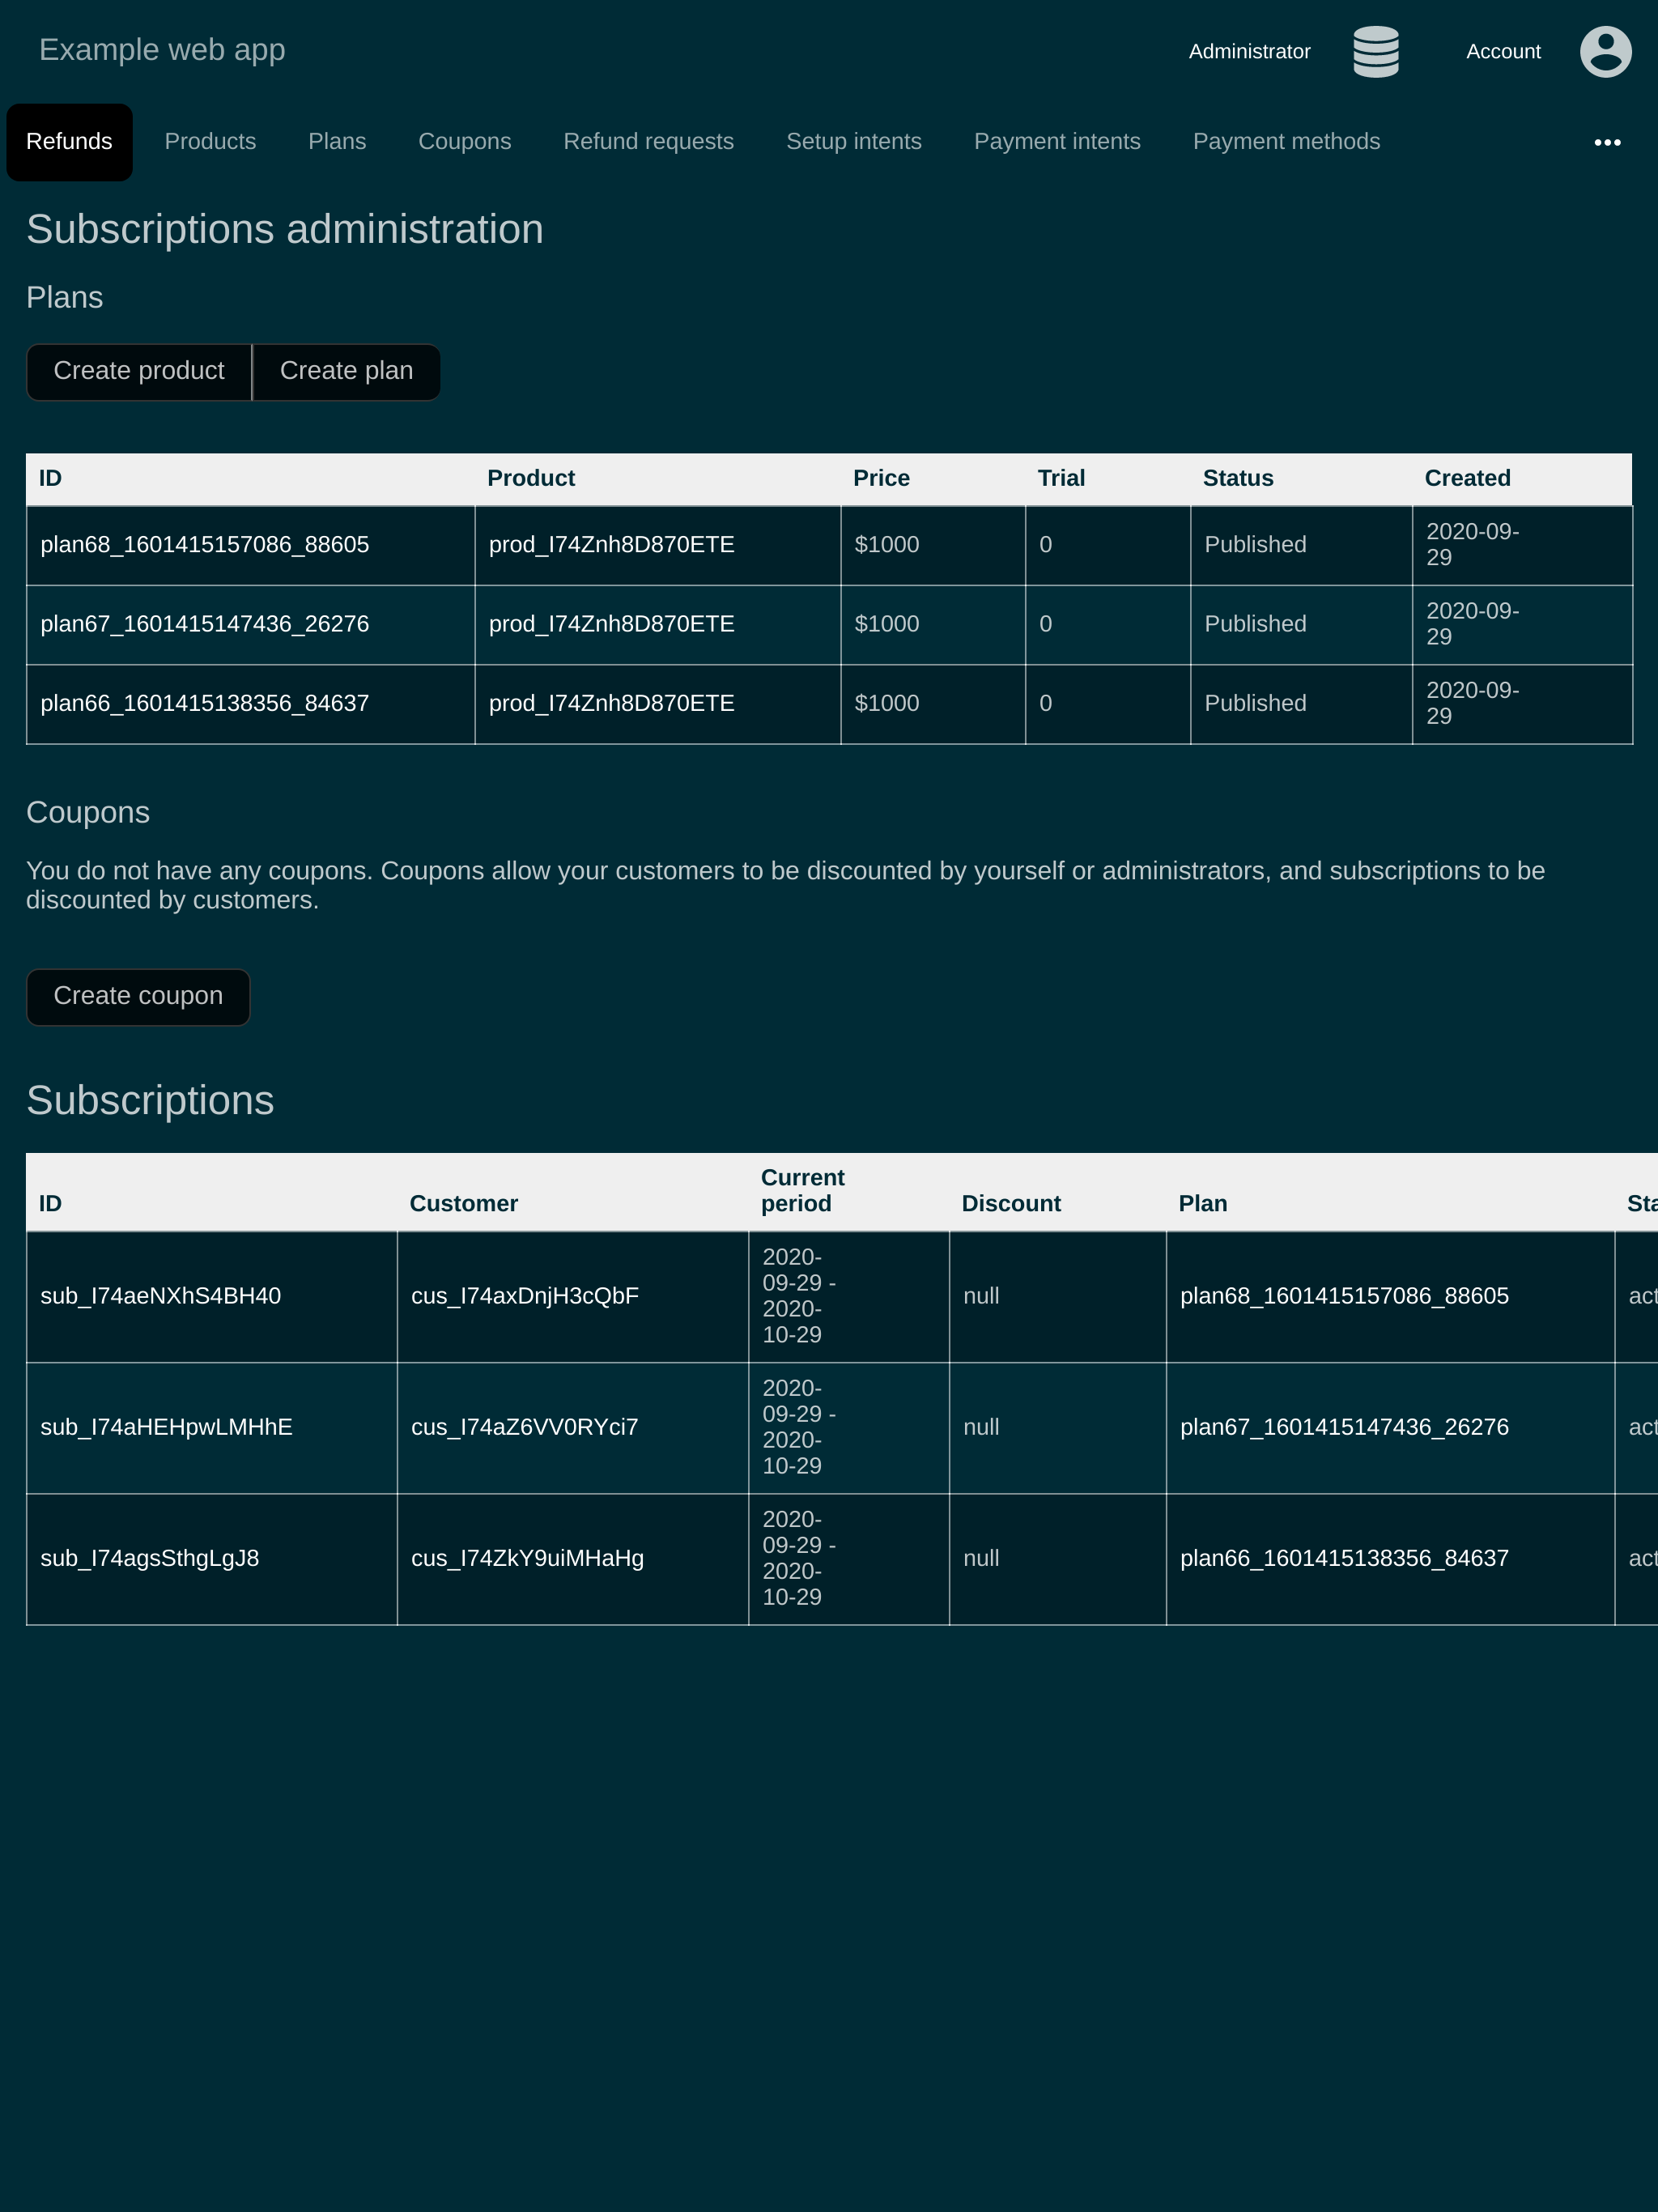 Example web app
Administrator
Account
Refunds Products Plans Coupons Refund requests Setup intents Payment intents Payment methods
Subscriptions administration
Plans
Create product Create plan
ID Product Price Trial Status Created
plan68_1601415157086_88605 prod_I74Znh8D870ETE $1000 0 Published 2020-09-
29
plan67_1601415147436_26276 prod_I74Znh8D870ETE $1000 0 Published 2020-09-
29
plan66_1601415138356_84637 prod_I74Znh8D870ETE $1000 0 Published 2020-09-
29
Coupons
You do not have any coupons. Coupons allow your customers to be discounted by yourself or administrators, and subscriptions to be
discounted by customers.
Create coupon
Subscriptions
ID Customer Current
period Discount Plan Sta
sub_I74aeNXhS4BH40 cus_I74axDnjH3cQbF 2020-
09-29 -
2020-
10-29 null plan68_1601415157086_88605 act
sub_I74aHEHpwLMHhE cus_I74aZ6VV0RYci7 2020-
09-29 -
2020-
10-29 null plan67_1601415147436_26276 act
sub_I74agsSthgLgJ8 cus_I74ZkY9uiMHaHg 2020-
09-29 -
2020-
10-29 null plan66_1601415138356_84637 act